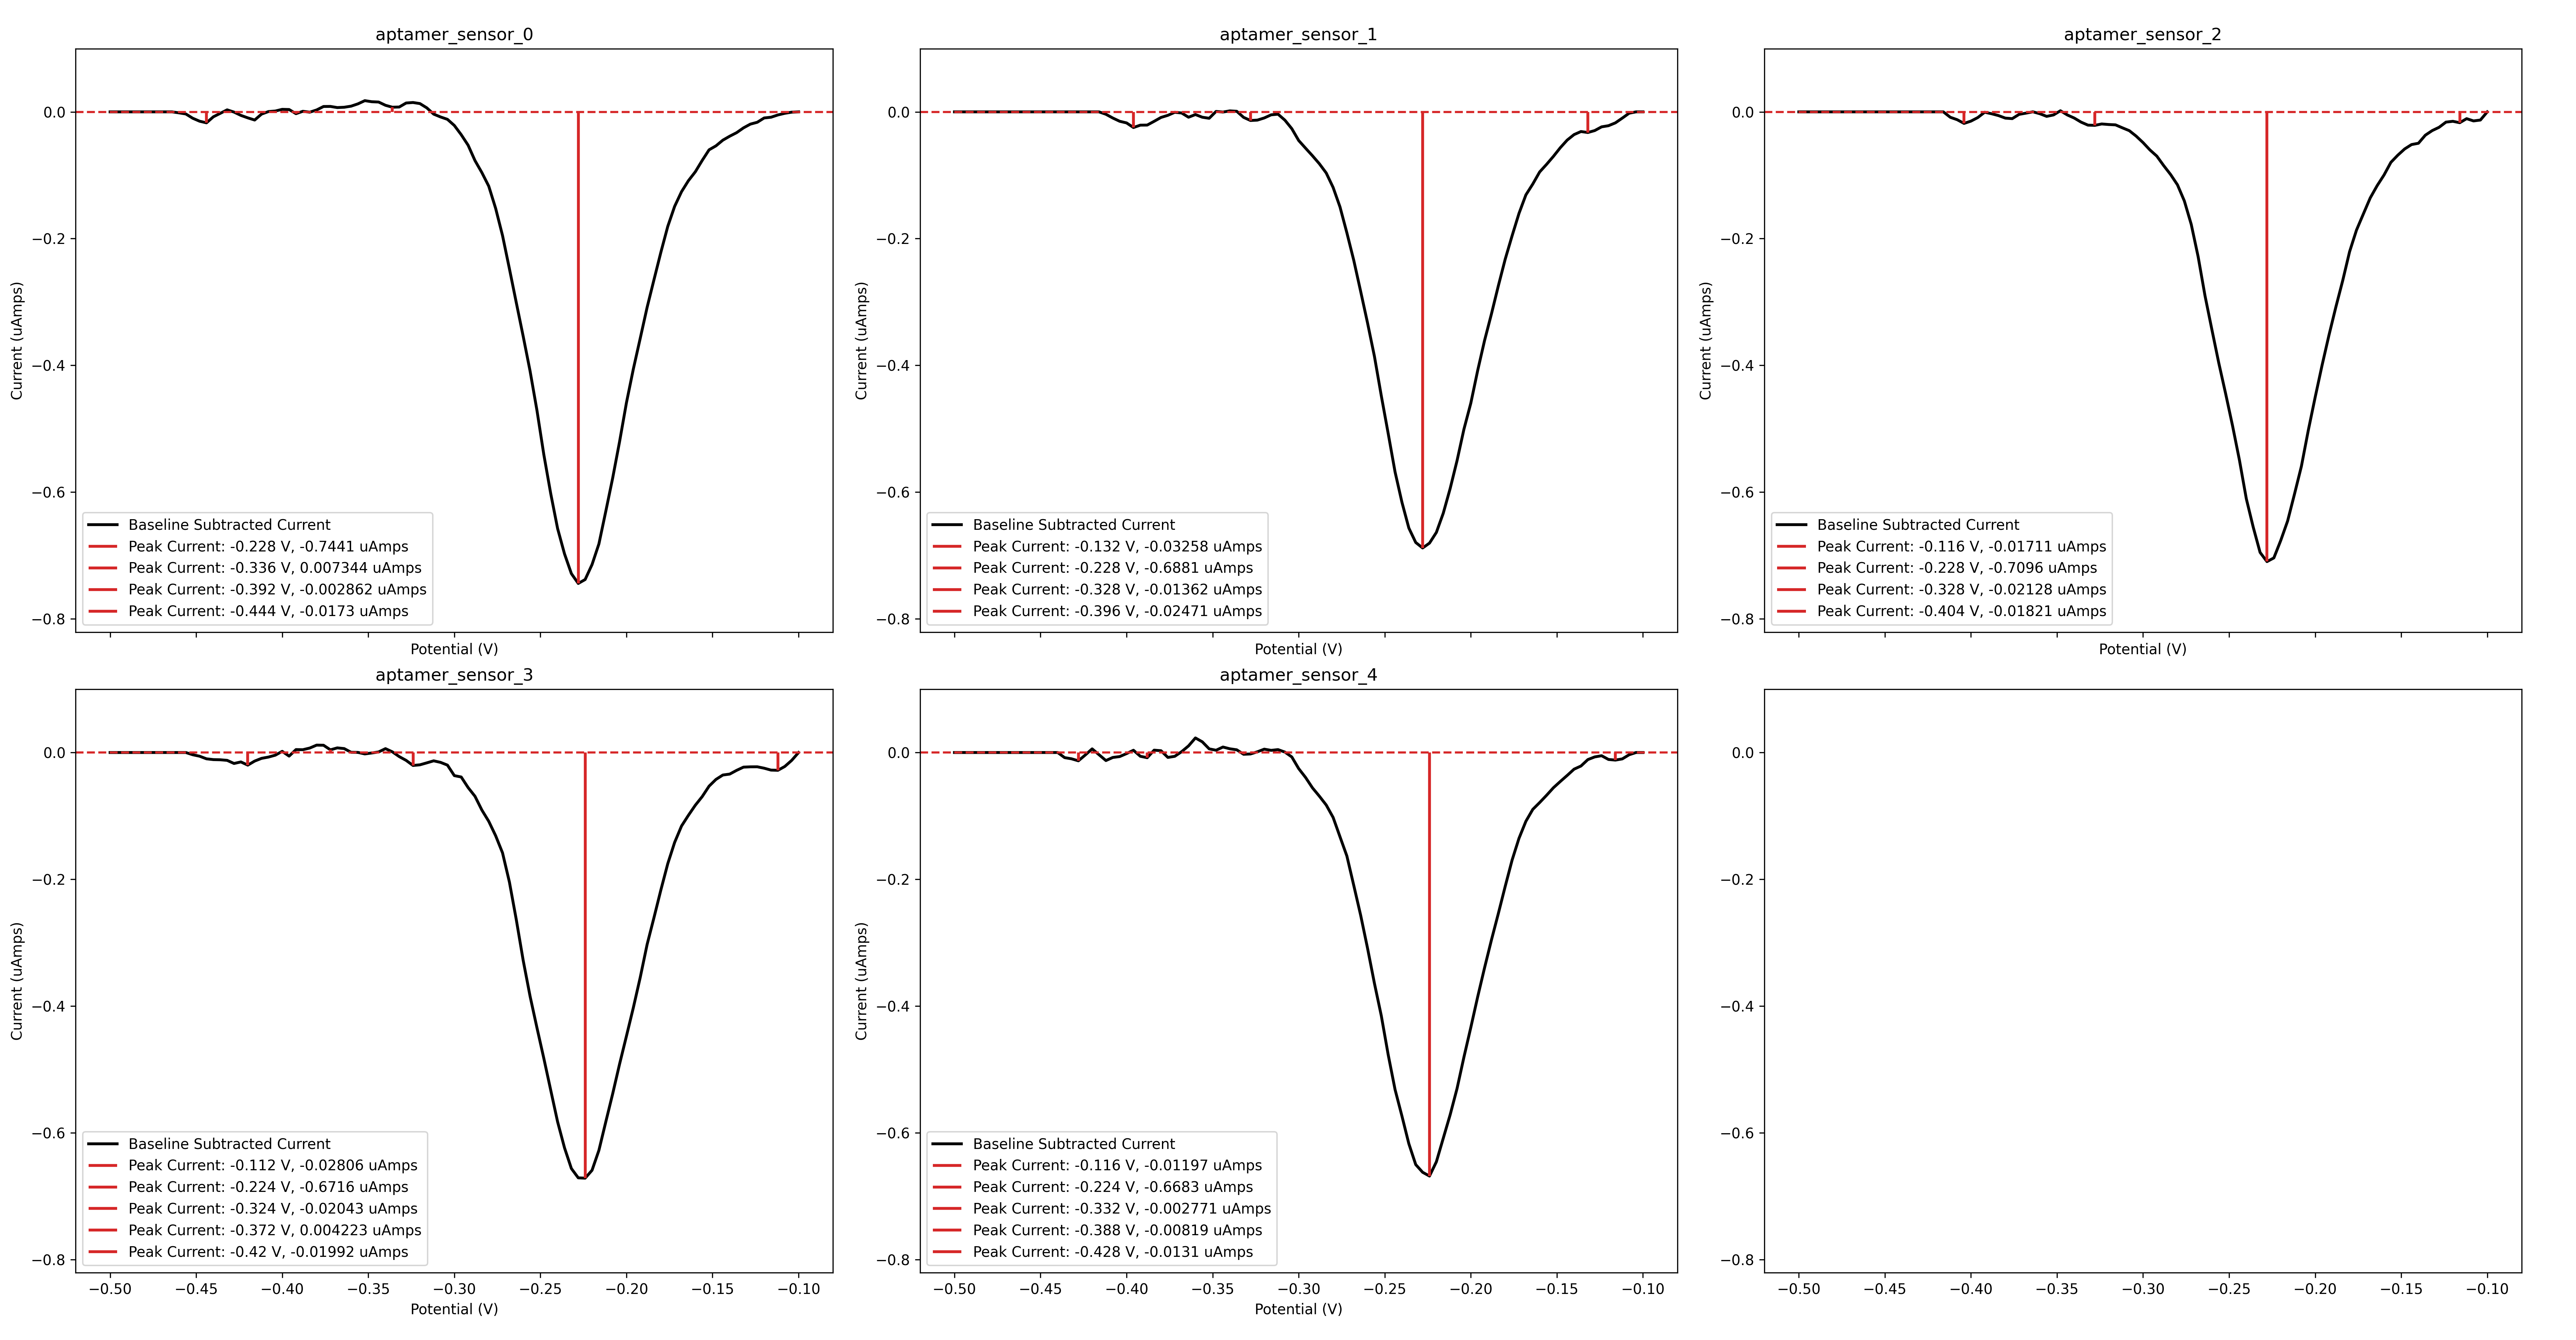 aptamer_sensor_0
0.0
−0.2
−0.4
−0.6
−0.8
Current (uAmps)
Baseline Subtracted Current
Peak Current: -0.228 V, -0.7441 uAmps
Peak Current: -0.336 V, 0.007344 uAmps
Peak Current: -0.392 V, -0.002862 uAmps
Peak Current: -0.444 V, -0.0173 uAmps
Potential (V)
aptamer_sensor_1
0.0
−0.2
−0.4
−0.6
−0.8
Current (uAmps)
Baseline Subtracted Current
Peak Current: -0.132 V, -0.03258 uAmps
Peak Current: -0.228 V, -0.6881 uAmps
Peak Current: -0.328 V, -0.01362 uAmps
Peak Current: -0.396 V, -0.02471 uAmps
Potential (V)
aptamer_sensor_2
0.0
−0.2
−0.4
−0.6
−0.8
Current (uAmps)
Baseline Subtracted Current
Peak Current: -0.116 V, -0.01711 uAmps
Peak Current: -0.228 V, -0.7096 uAmps
Peak Current: -0.328 V, -0.02128 uAmps
Peak Current: -0.404 V, -0.01821 uAmps
Potential (V)
aptamer_sensor_3
0.0
−0.2
−0.4
−0.6
−0.8
Current (uAmps)
Baseline Subtracted Current
Peak Current: -0.112 V, -0.02806 uAmps
Peak Current: -0.224 V, -0.6716 uAmps
Peak Current: -0.324 V, -0.02043 uAmps
Peak Current: -0.372 V, 0.004223 uAmps
Peak Current: -0.42 V, -0.01992 uAmps
−0.50 −0.45 −0.40 −0.35 −0.30 −0.25 −0.20 −0.15 −0.10
Potential (V)
aptamer_sensor_4
0.0
−0.2
−0.4
−0.6
−0.8
Current (uAmps)
Baseline Subtracted Current
Peak Current: -0.116 V, -0.01197 uAmps
Peak Current: -0.224 V, -0.6683 uAmps
Peak Current: -0.332 V, -0.002771 uAmps
Peak Current: -0.388 V, -0.00819 uAmps
Peak Current: -0.428 V, -0.0131 uAmps
−0.50 −0.45 −0.40 −0.35 −0.30 −0.25 −0.20 −0.15 −0.10
Potential (V)
0.0
−0.2
−0.4
−0.6
−0.8
−0.50 −0.45 −0.40 −0.35 −0.30 −0.25 −0.20 −0.15 −0.10